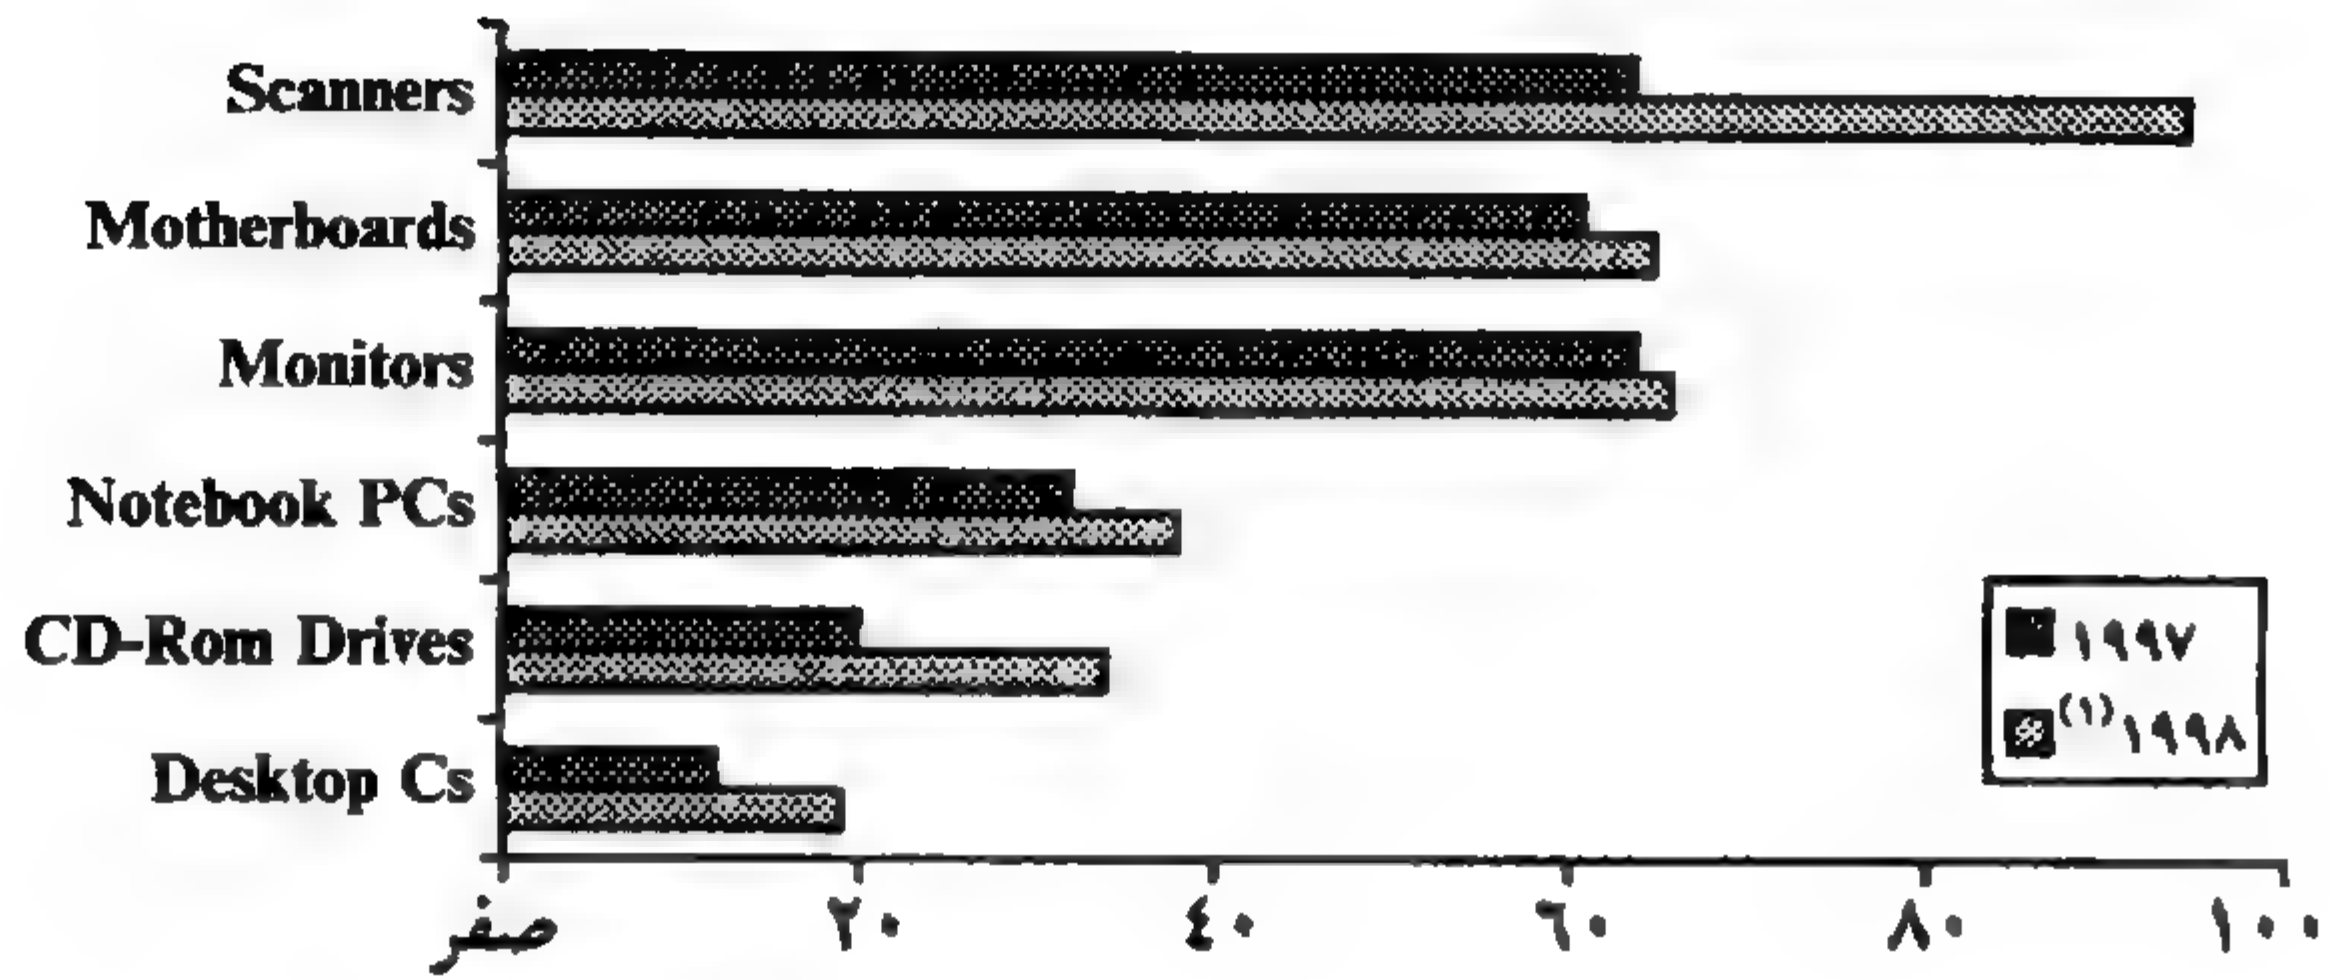 Scanners
Motherboards
Monitors
Notebook PCs
CD-Rom Drives
Desktop Cs
١٩٩٧
(١)١٩٩٨
صفر ٢٠ ٤٠ ٦٠ ٨٠ ١٠٠